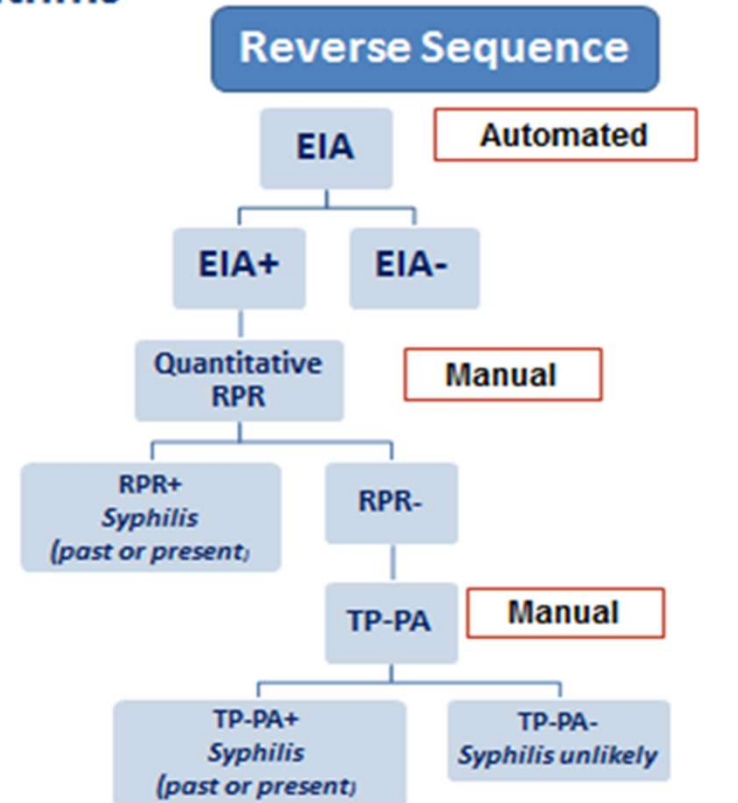 Reverse Sequence
EIA
Automated
EIA+
EIA-
Quantitative
RPR
Manual
RPR+
Syphilis
(past or present)
RPR-
TP-PA
Manual
TP-PA+
Syphilis
(past or present)
TP-PA-
Syphilis unlikely